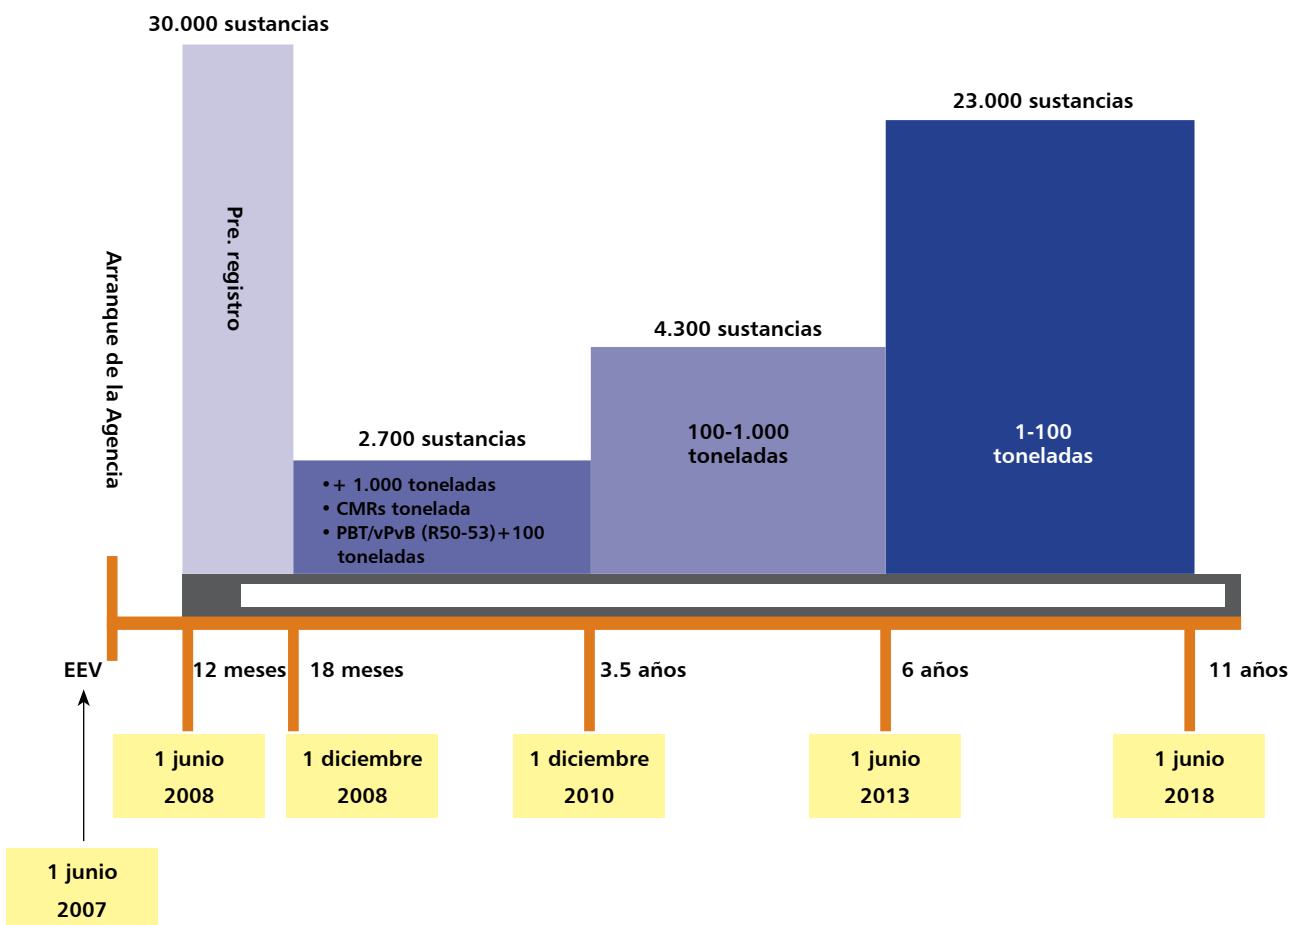 30.000 sustancias
23.000 sustancias
Pre. registro
Arranque de la Agencia
4.300 sustancias
2.700 sustancias
100-1.000
toneladas
1-100
toneladas
•+ 1.000 toneladas
• CMRs tonelada
• PBT/vPvB (R50-53)+100
toneladas
EEV
12 meses
18 meses
3.5 años
6 años
11 años
1 junio
2008
1 diciembre
2008
1 diciembre
2010
1 junio
2013
1 junio
2018
1 junio
2007